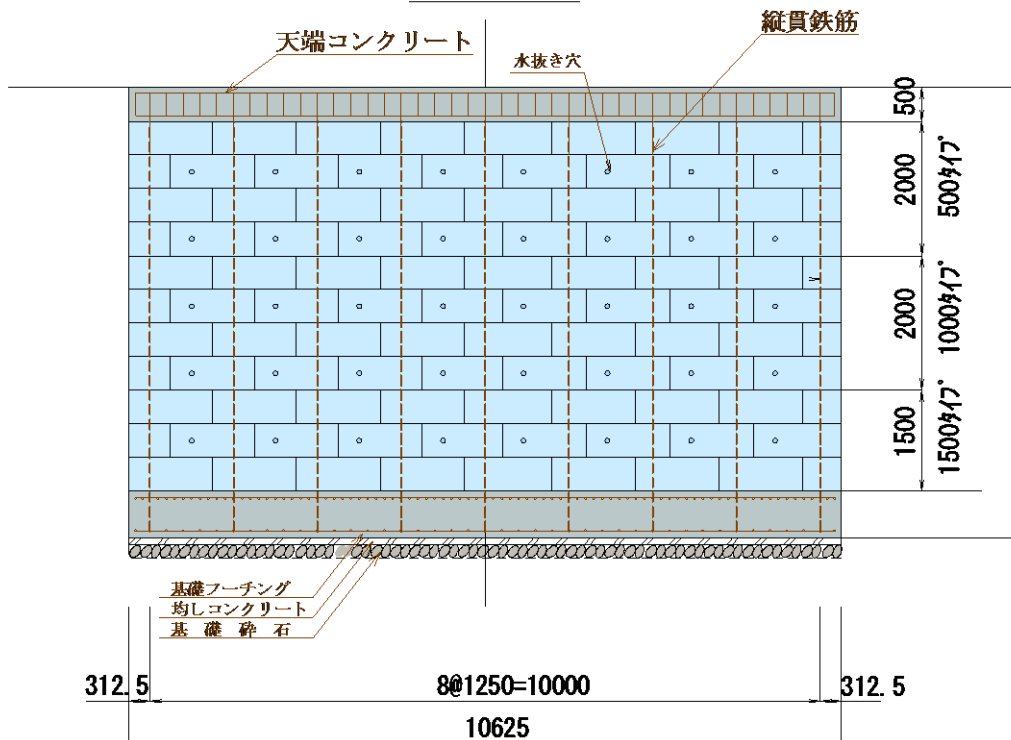 天端コンクリート
縦貫鉄筋
水抜き穴
500
2000
500ﾀｲﾌﾟ
2000
1000ﾀｲﾌﾟ
1500
1500ﾀｲﾌﾟ
基礎フーチング
均しコンクリート
基礎砕石
312.5
8@1250=10000
312.5
10625